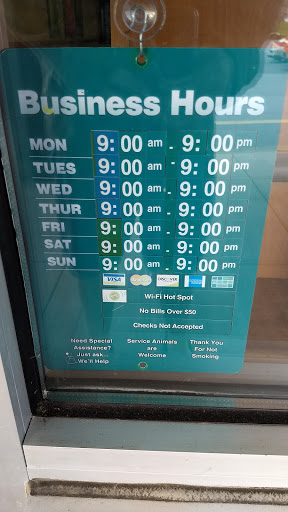 Business Hours
MON 9:00 am - 9:00 pm
TUES 9:00 am - 9:00 pm
WED 9:00 am - 9:00 pm
THUR 9:00 am - 9:00 pm
FRI 9:00 am - 9:00 pm
SAT 9:00 am - 9:00 pm
SUN 9:00 am - 9:00 pm
VISA DISCOVER
Wi-Fi Hot Spot
No Bills Over $50
Checks Not Accepted
Need Special Assistance? Just ask... We'll Help
Service Animals are Welcome
Thank You For Not Smoking